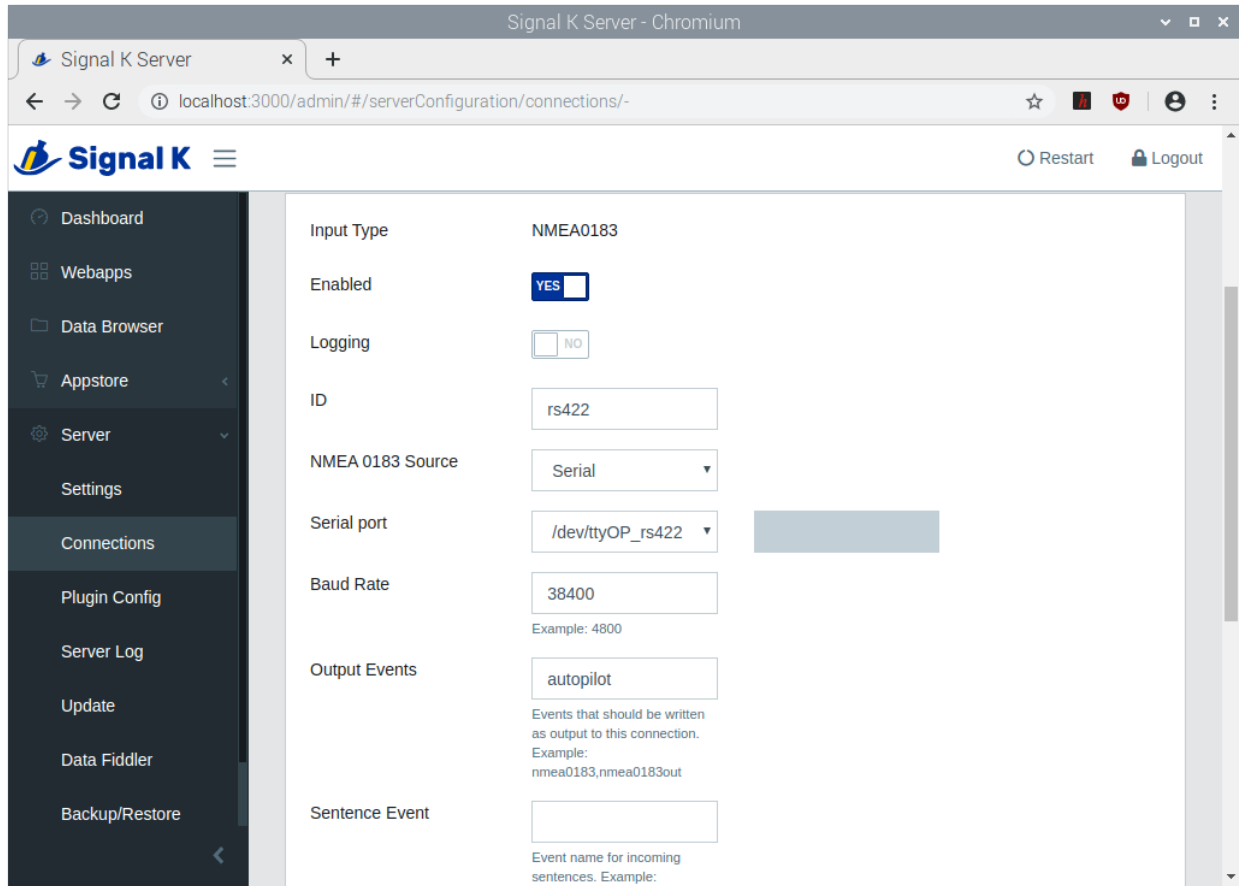 Signal K Server - Chromium
Signal K Server
localhost:3000/admin/#/serverConfiguration/connections/-
Signal K
Restart
Logout
Dashboard
Webapps
Data Browser
Appstore
Server
Settings
Connections
Plugin Config
Server Log
Update
Data Fiddler
Backup/Restore
Input Type NMEA0183
Enabled YES
Logging NO
ID rs422
NMEA 0183 Source Serial
Serial port /dev/ttyOP_rs422
Baud Rate 38400
Example: 4800
Output Events autopilot
Events that should be written
as output to this connection.
Example:
nmea0183,nmea0183out
Sentence Event
Event name for incoming
sentences. Example: